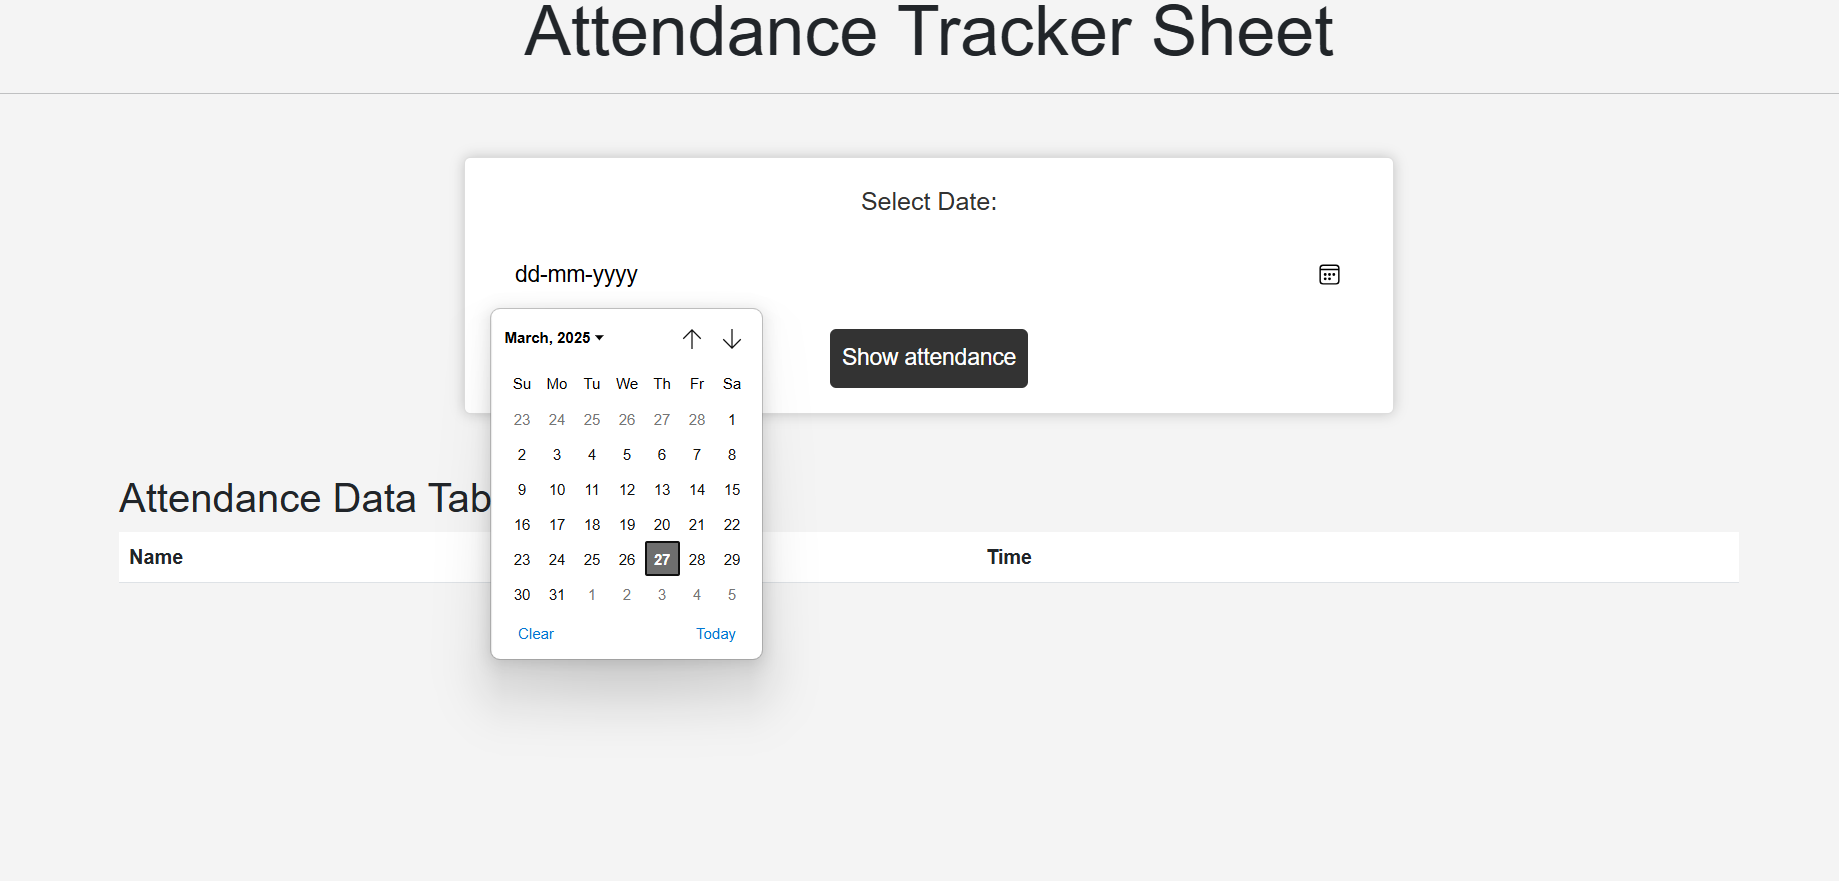 Attendance Tracker Sheet
Select Date:
dd-mm-yyyy
March, 2025
Su Mo Tu We Th Fr Sa
23 24 25 26 27 28 1
2 3 4 5 6 7 8
9 10 11 12 13 14 15
16 17 18 19 20 21 22
23 24 25 26 27 28 29
30 31 1 2 3 4 5
Clear Today
Show attendance
Attendance Data Tab
Name Time